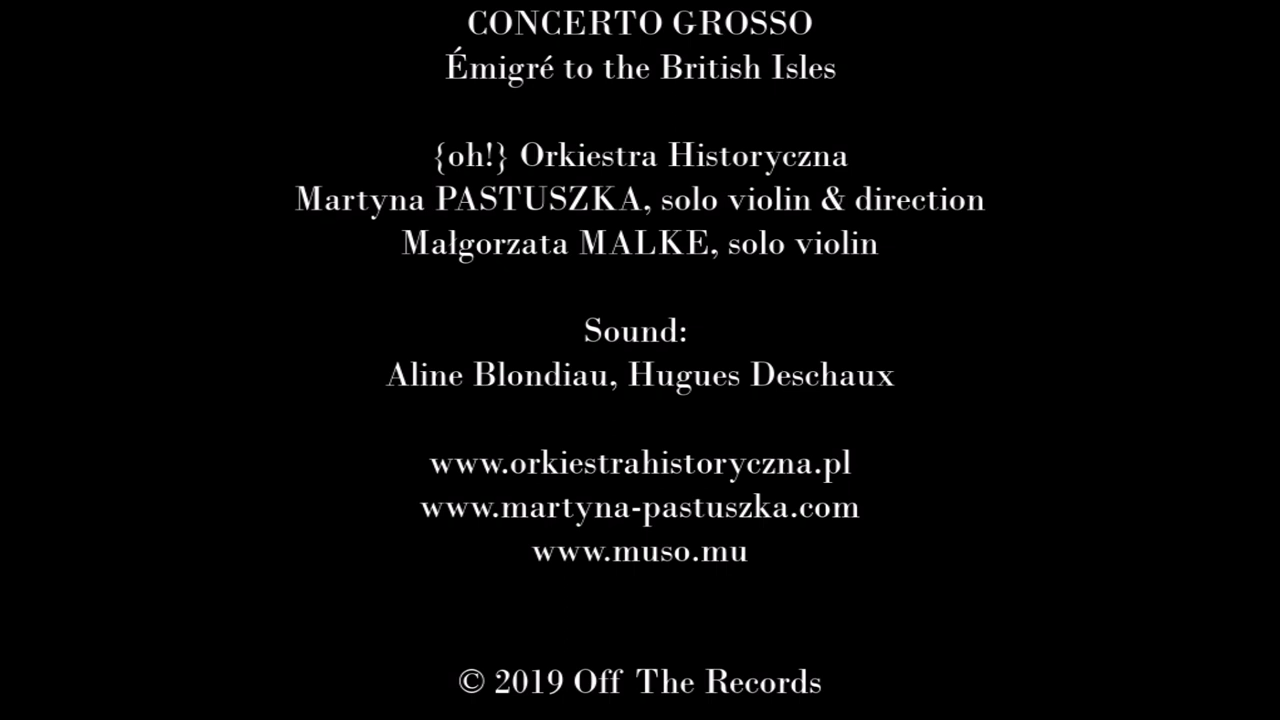 CONCERTO GROSSO
Émigré to the British Isles
{oh!} Orkiestra Historyczna
Martyna PASTUSZKA, solo violin & direction
Małgorzata MALKE, solo violin
Sound:
Aline Blondiau, Hugues Deschaux
www.orkiestrahistoryczna.pl
www.martyna-pastuszka.com
www.muso.mu
© 2019 Off The Records